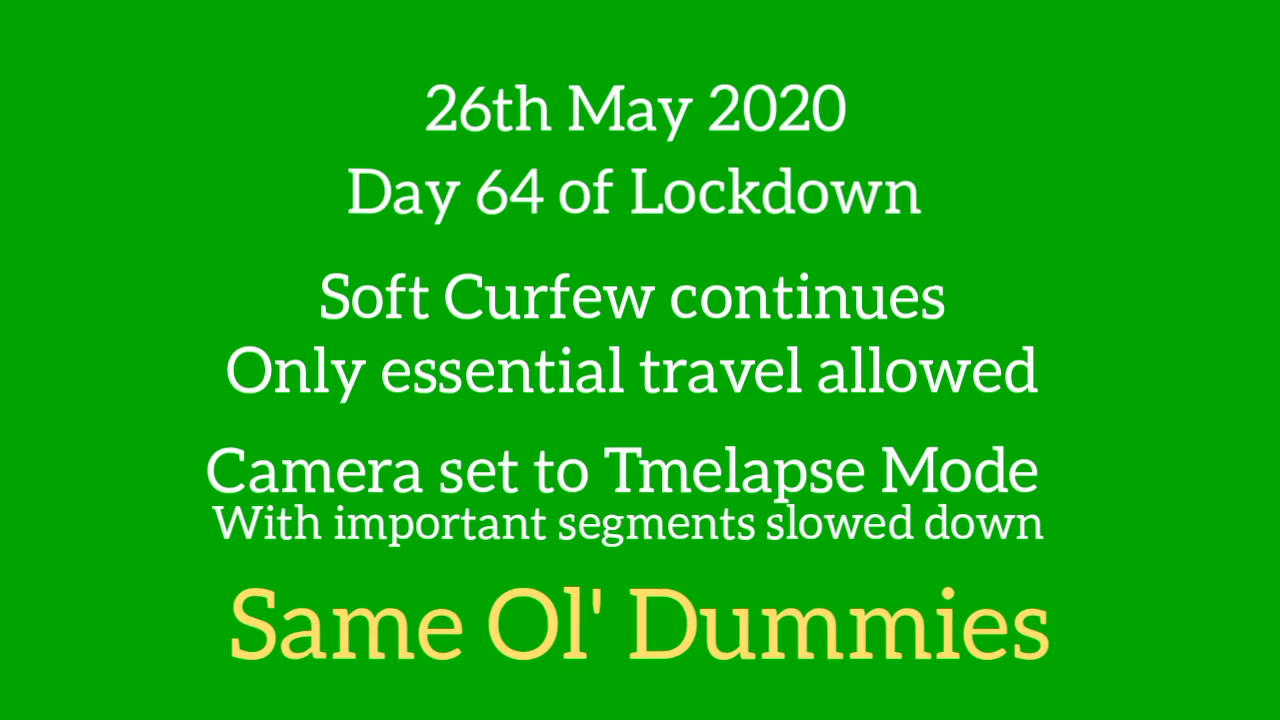 26th May 2020
Day 64 of Lockdown
Soft Curfew continues
Only essential travel allowed
Camera set to Tmelapse Mode
With important segments slowed down
Same Ol' Dummies